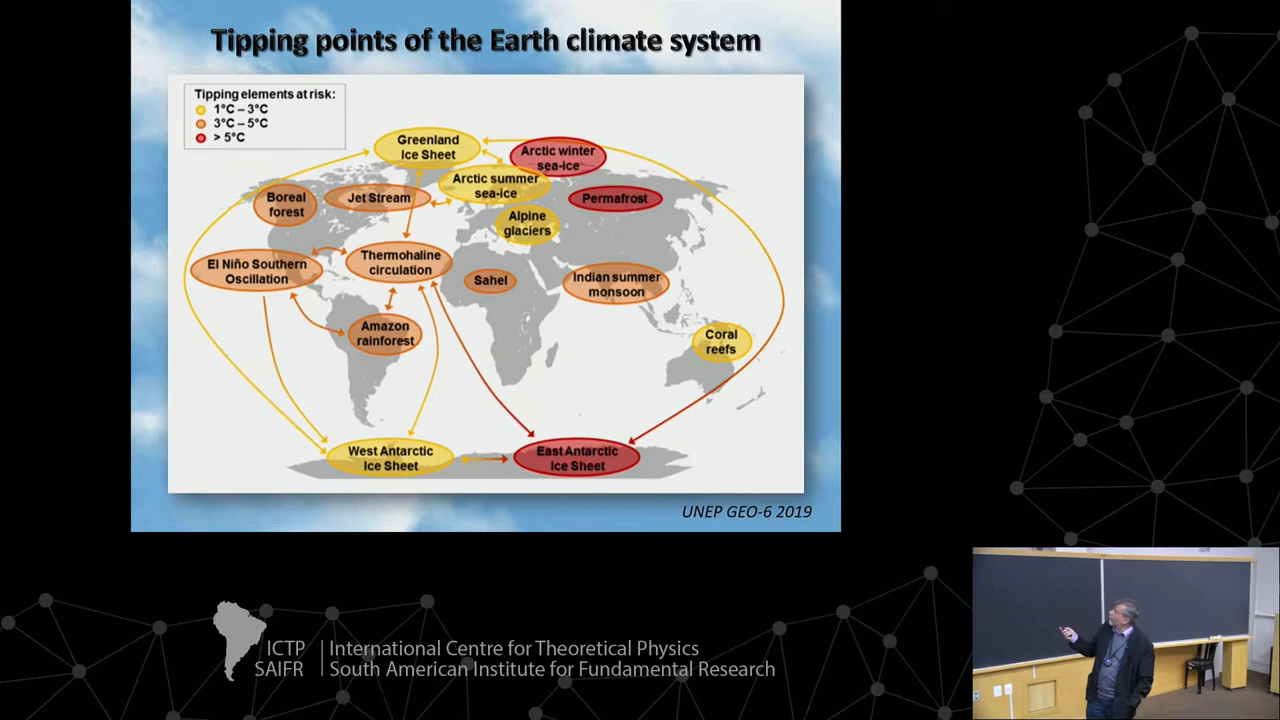 Tipping points of the Earth climate system
Tipping elements at risk:
1°C – 3°C
3°C – 5°C
> 5°C
Greenland
Ice Sheet
Arctic winter
sea-ice
Arctic summer
sea-ice
Boreal
forest
Jet Stream
Permafrost
Alpine
glaciers
El Niño Southern
Oscillation
Thermohaline
circulation
Sahel
Indian summer
monsoon
Amazon
rainforest
Coral
reefs
West Antarctic
Ice Sheet
East Antarctic
Ice Sheet
UNEP GEO-6 2019
ICTP
SAIFR
International Centre for Theoretical Physics
South American Institute for Fundamental Research